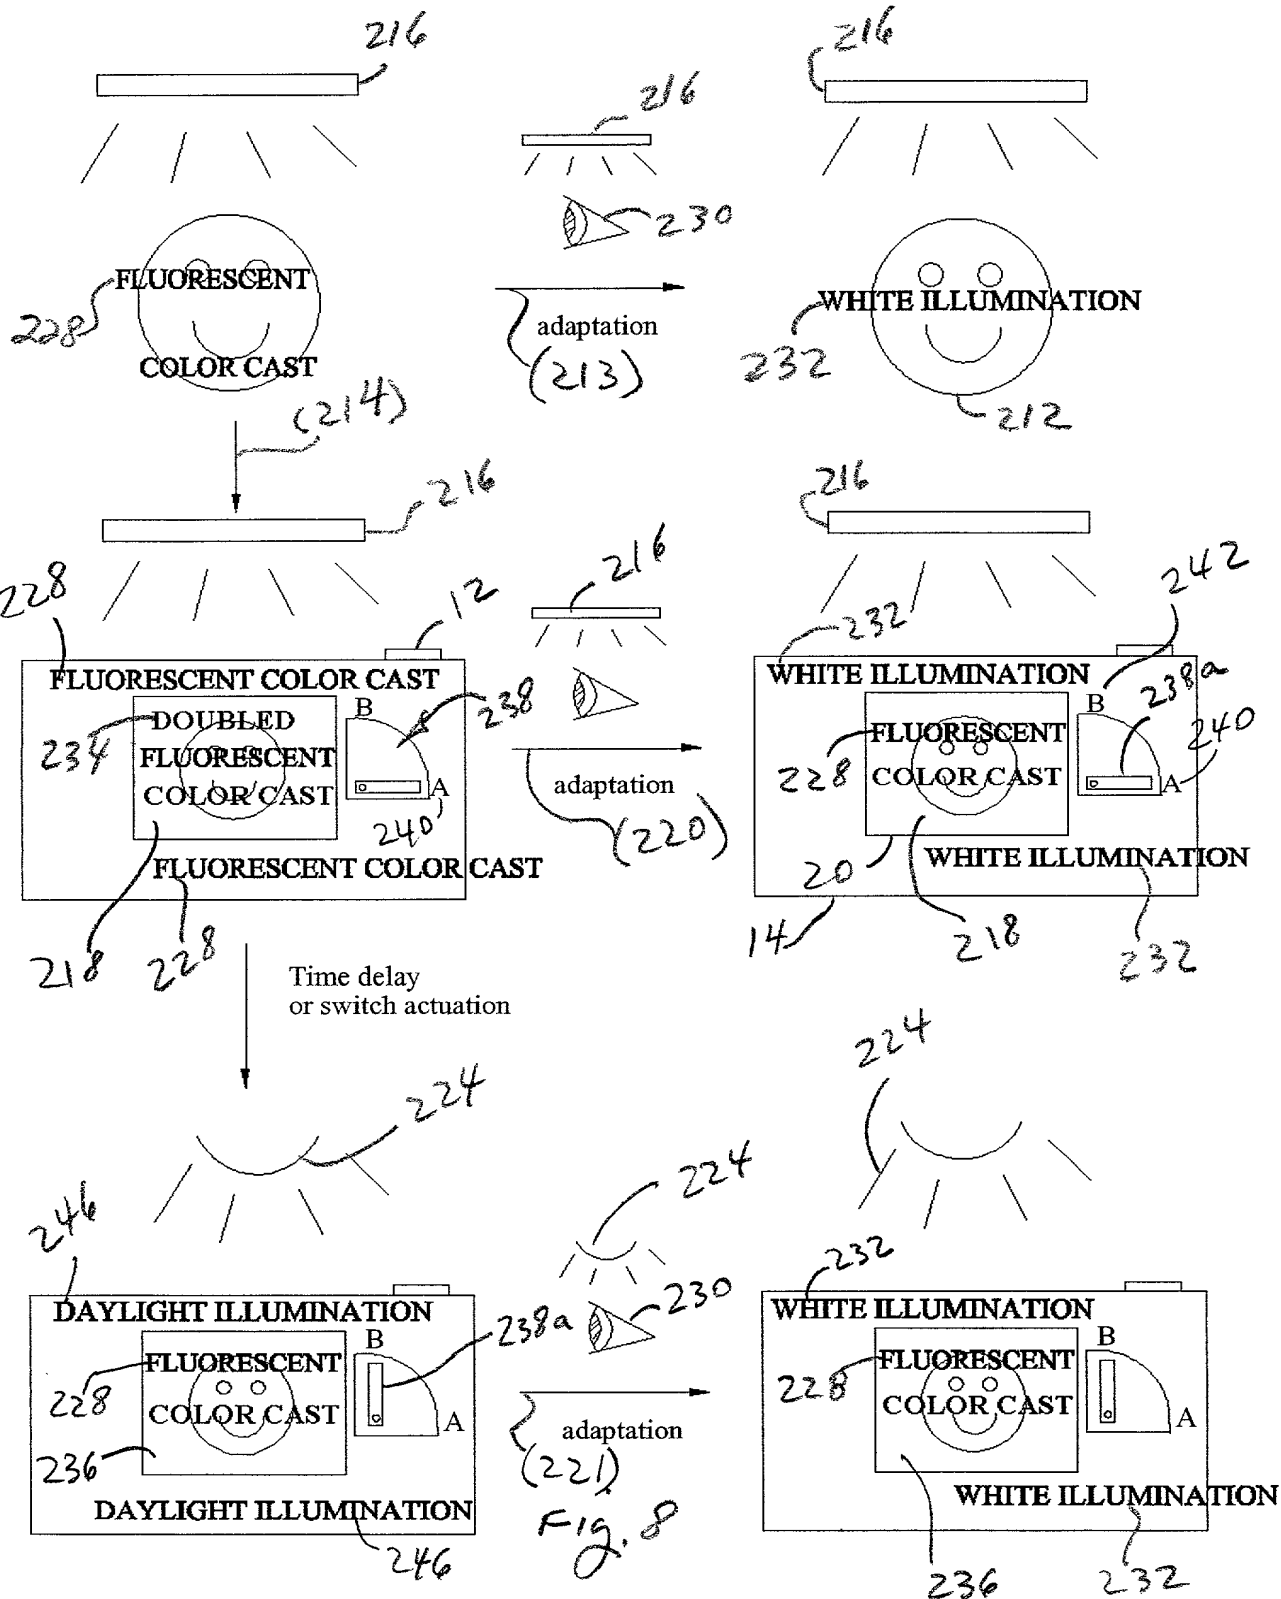 216
216
216
230
FLUORESCENT
228
COLOR CAST
adaptation
(213)
WHITE ILLUMINATION
232
212
(214)
216
216
216
228
12
FLUORESCENT COLOR CAST
DOUBLED
234
FLUORESCENT
COLOR CAST
B
238
A
240
FLUORESCENT COLOR CAST
218
228
adaptation
(220)
232
242
WHITE ILLUMINATION
238a
B
240
FLUORESCENT
228
COLOR CAST
A
20
WHITE ILLUMINATION
14
218
232
Time delay
or switch actuation
224
224
224
246
DAYLIGHT ILLUMINATION
B
238a
230
FLUORESCENT
228
COLOR CAST
A
236
DAYLIGHT ILLUMINATION
246
adaptation
(221)
Fig. 8
232
WHITE ILLUMINATION
B
FLUORESCENT
228
COLOR CAST
A
WHITE ILLUMINATION
236
232